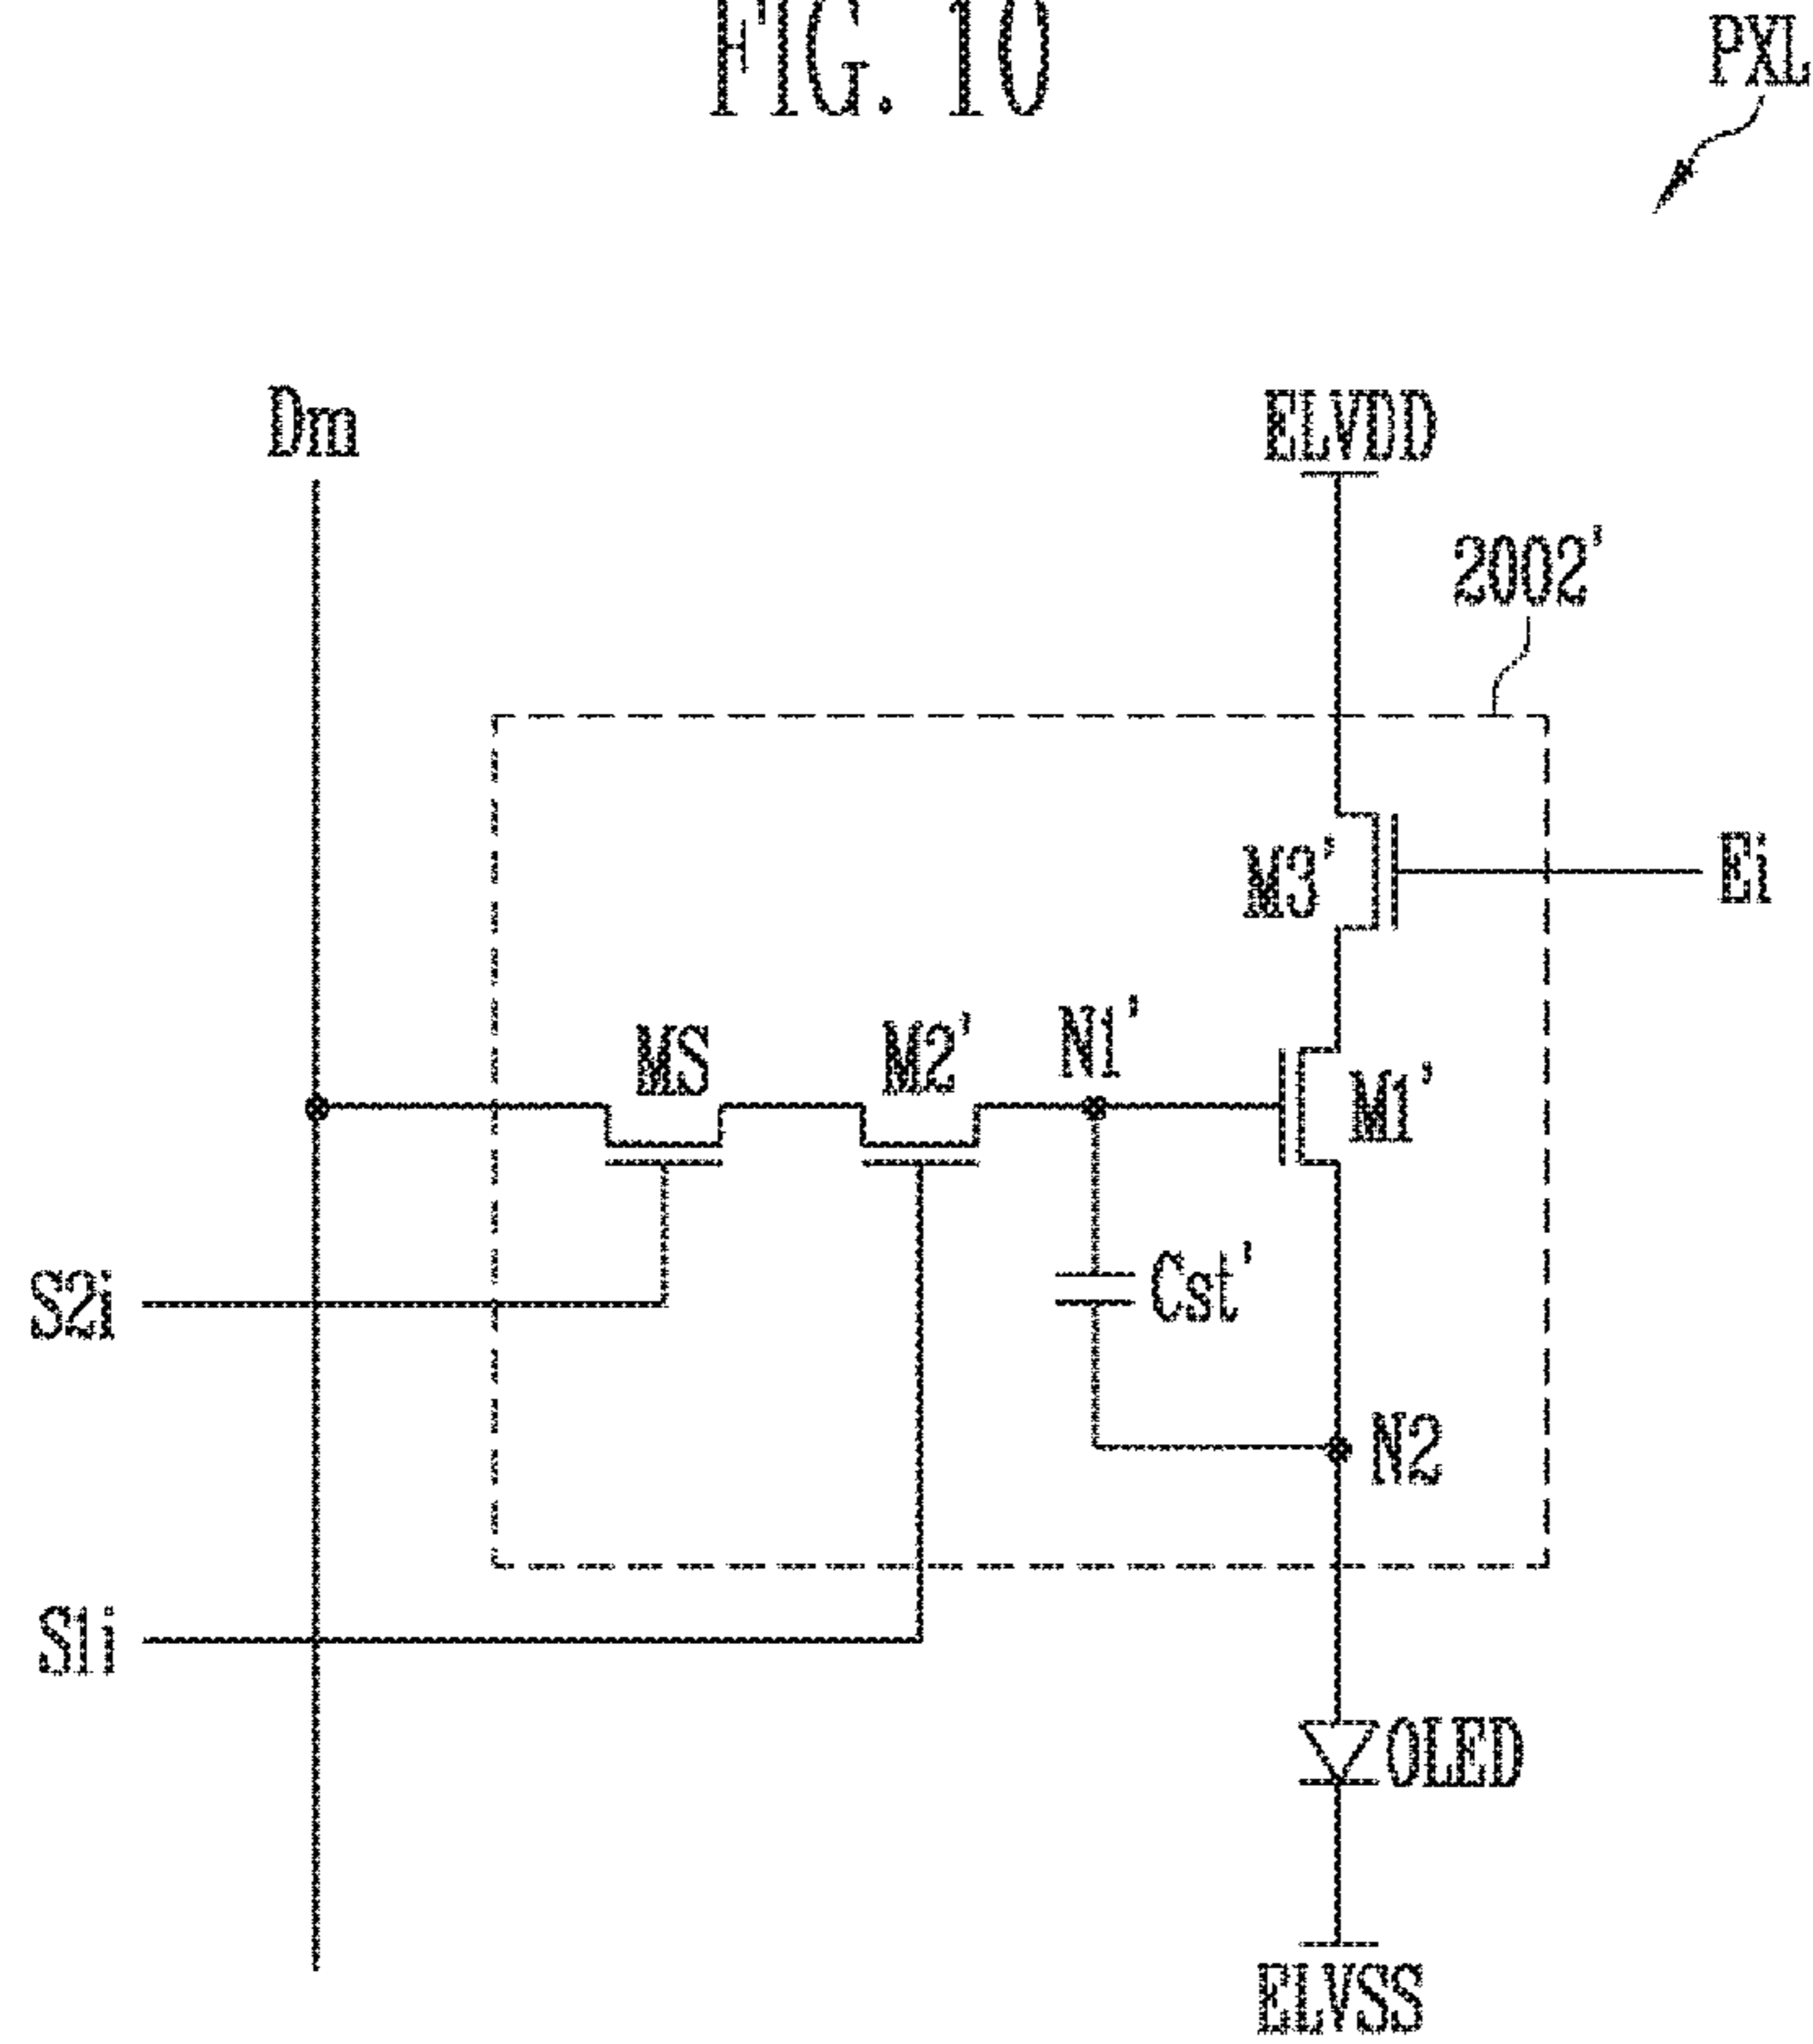 FIG. 10
PXL
Dm
ELVDD
2002'
M3'
Ei
MS
M2'
N1'
M1'
S2i
Cst'
N2
S1i
OLED
ELVSS